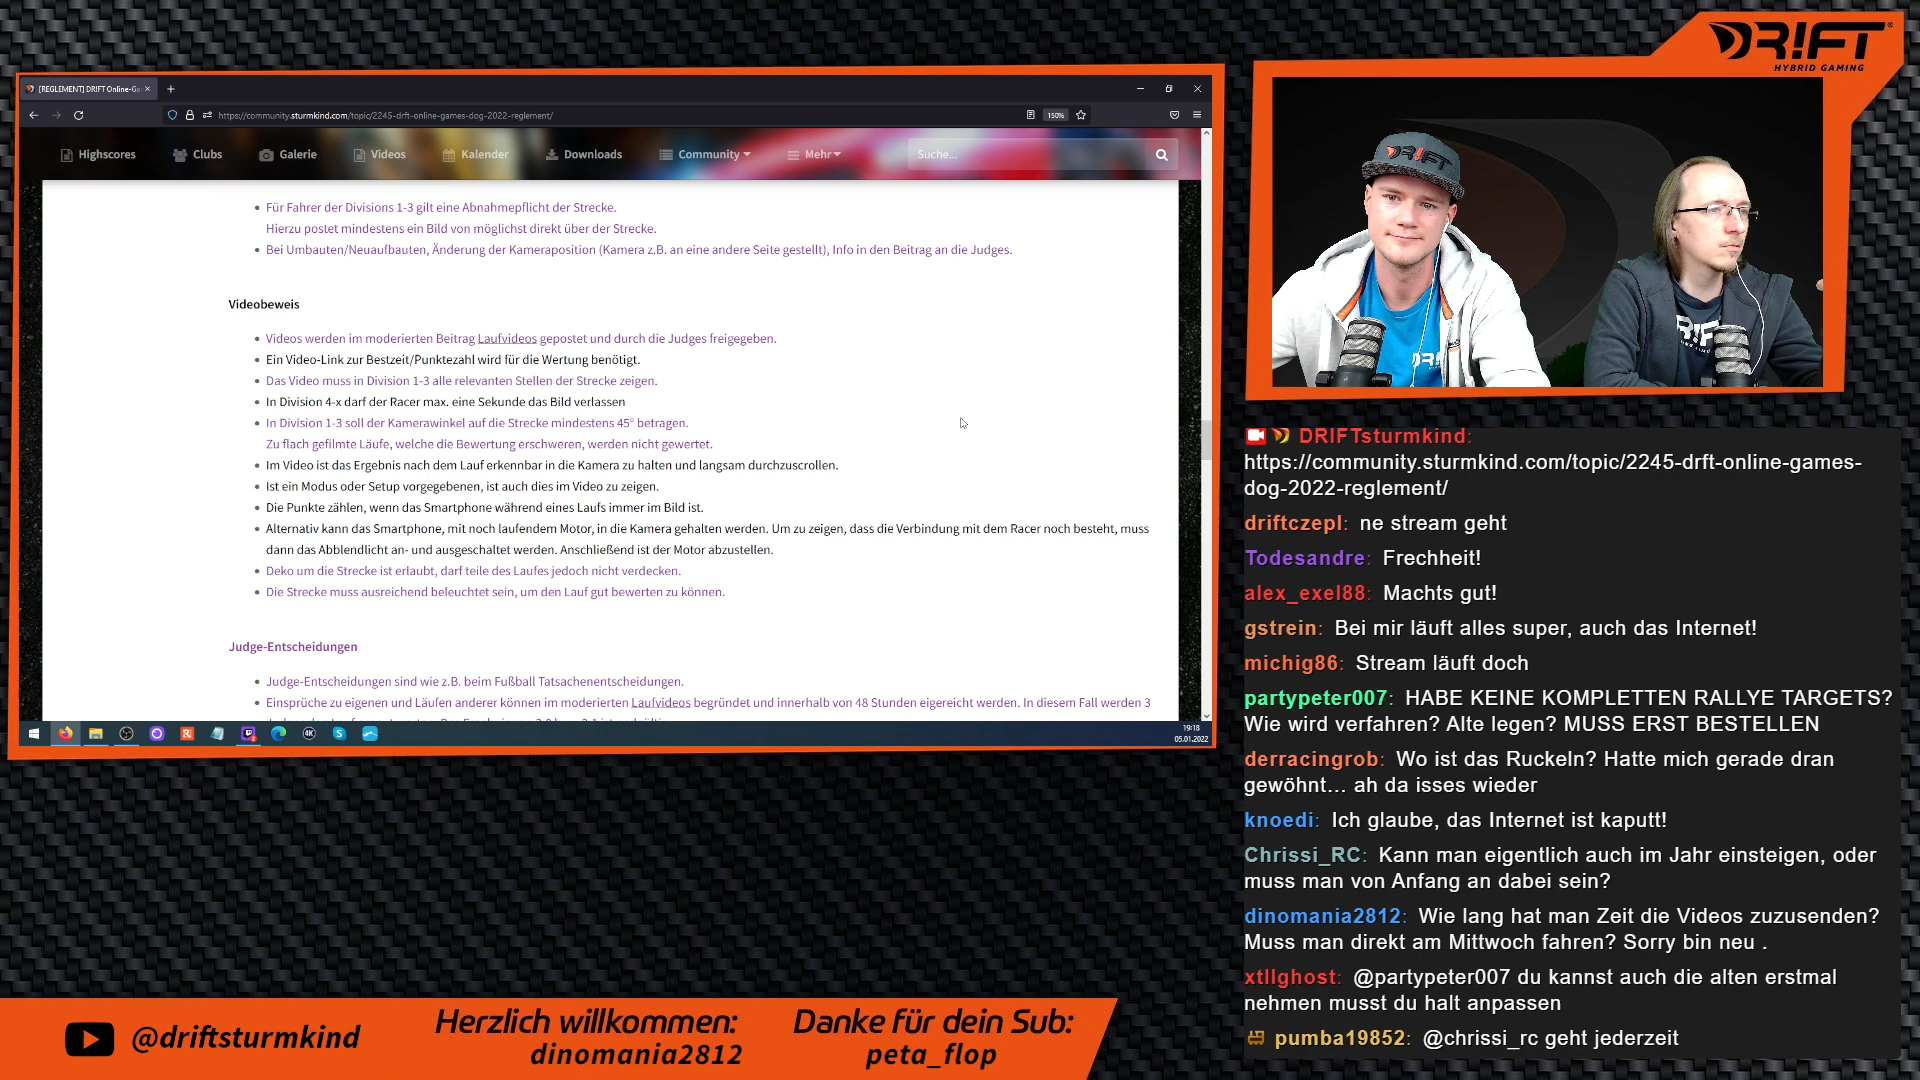 DR!FT
HYBRID GAMING
[REGLEMENT] DR!FT Online-Ga
https://community.sturmkind.com/topic/2245-drft-online-games-dog-2022-reglement/
150%
Highscores
Clubs
Galerie
Videos
Kalender
Downloads
Community
Mehr
Suche...
Für Fahrer der Divisions 1-3 gilt eine Abnahmepflicht der Strecke.
Hierzu postet mindestens ein Bild von möglichst direkt über der Strecke.
Bei Umbauten/Neuaufbauten, Änderung der Kameraposition (Kamera z.B. an eine andere Seite gestellt), Info in den Beitrag an die Judges.
Videobeweis
Videos werden im moderierten Beitrag Laufvideos gepostet und durch die Judges freigegeben.
Ein Video-Link zur Bestzeit/Punktezahl wird für die Wertung benötigt.
Das Video muss in Division 1-3 alle relevanten Stellen der Strecke zeigen.
In Division 4-x darf der Racer max. eine Sekunde das Bild verlassen
In Division 1-3 soll der Kamerawinkel auf die Strecke mindestens 45° betragen.
Zu flach gefilmte Läufe, welche die Bewertung erschweren, werden nicht gewertet.
Im Video ist das Ergebnis nach dem Lauf erkennbar in die Kamera zu halten und langsam durchzuscrollen.
Ist ein Modus oder Setup vorgegebenen, ist auch dies im Video zu zeigen.
Die Punkte zählen, wenn das Smartphone während eines Laufs immer im Bild ist.
Alternativ kann das Smartphone, mit noch laufendem Motor, in die Kamera gehalten werden. Um zu zeigen, dass die Verbindung mit dem Racer noch besteht, muss
dann das Abblendlicht an- und ausgeschaltet werden. Anschließend ist der Motor abzustellen.
Deko um die Strecke ist erlaubt, darf teile des Laufes jedoch nicht verdecken.
Die Strecke muss ausreichend beleuchtet sein, um den Lauf gut bewerten zu können.
Judge-Entscheidungen
Judge-Entscheidungen sind wie z.B. beim Fußball Tatsachenentscheidungen.
Einsprüche zu eigenen und Läufen anderer können im moderierten Laufvideos begründet und innerhalb von 48 Stunden eigereicht werden. In diesem Fall werden 3
19:18
05.01.2022
DR!FT
DRIFTsturmkind:
https://community.sturmkind.com/topic/2245-drft-online-games-
dog-2022-reglement/
driftczepl: ne stream geht
Todesandre: Frechheit!
alex_exel88: Machts gut!
gstrein: Bei mir läuft alles super, auch das Internet!
michig86: Stream läuft doch
partypeter007: HABE KEINE KOMPLETTEN RALLYE TARGETS?
Wie wird verfahren? Alte legen? MUSS ERST BESTELLEN
derracingrob: Wo ist das Ruckeln? Hatte mich gerade dran
gewöhnt... ah da isses wieder
knoedi: Ich glaube, das Internet ist kaputt!
Chrissi_RC: Kann man eigentlich auch im Jahr einsteigen, oder
muss man von Anfang an dabei sein?
dinomania2812: Wie lang hat man Zeit die Videos zuzusenden?
Muss man direkt am Mittwoch fahren? Sorry bin neu .
xtllghost: @partypeter007 du kannst auch die alten erstmal
nehmen musst du halt anpassen
pumba19852: @chrissi_rc geht jederzeit
@driftsturmkind
Herzlich willkommen:
dinomania2812
Danke für dein Sub:
peta_flop